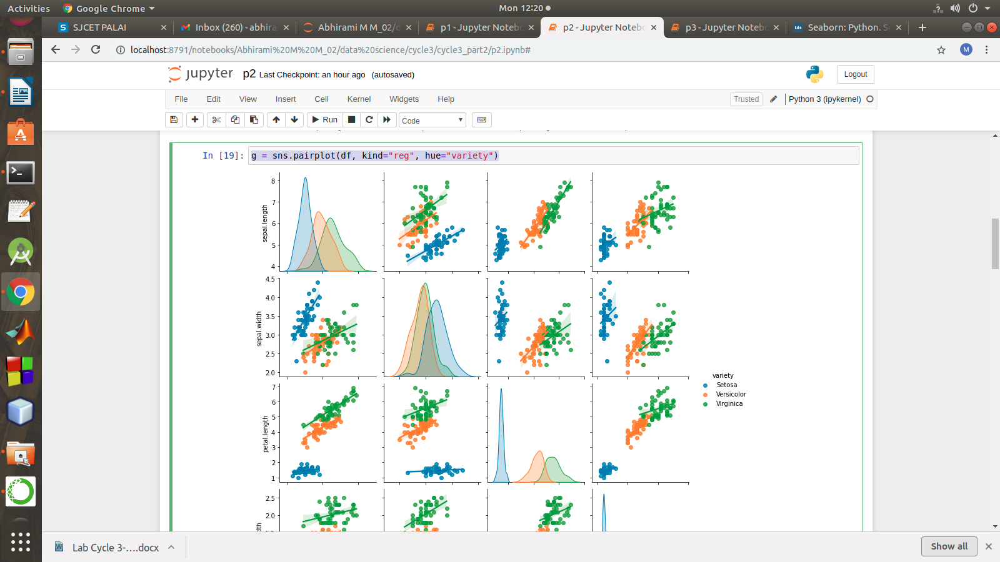 Activities
Google Chrome
Mon 12:20
SJCET PALAI
Inbox (260) - abhira
Abhirami M M_02/
p1 - Jupyter Notebo
p2 - Jupyter Notebo
p3 - Jupyter Notebo
Seaborn: Python.
localhost:8791/notebooks/Abhirami%20M%20M_02/data%20science/cycle3/cycle3_part2/p2.ipynb#
M
jupyter
p2 Last Checkpoint: an hour ago (autosaved)
Logout
File Edit View Insert Cell Kernel Widgets Help
Trusted
Python 3 (ipykernel)
Run
Code
In [19]: g = sns.pairplot(df, kind="reg", hue="variety")
sepal.length
8
7
6
5
4
sepal.width
4.5
4.0
3.5
3.0
2.5
2.0
petal.length
7
6
5
4
3
2
1
2.5
2.0
variety
Setosa
Versicolor
Virginica
Lab Cycle 3-....docx
Show all